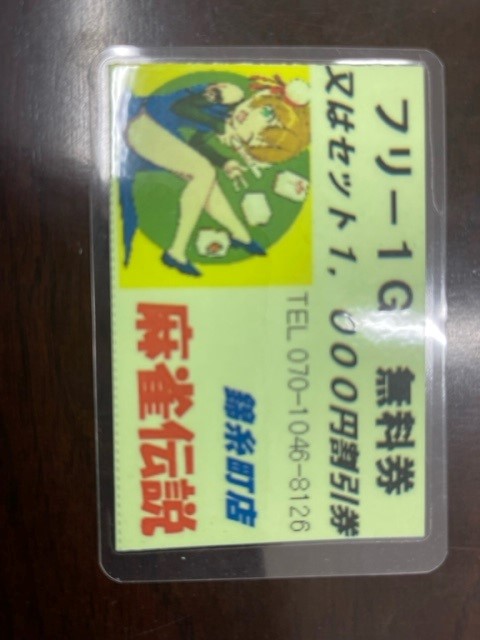 フリー1G 無料券
又はセット1,000円割引券
TEL 070-1046-8126
錦糸町店
麻雀伝説